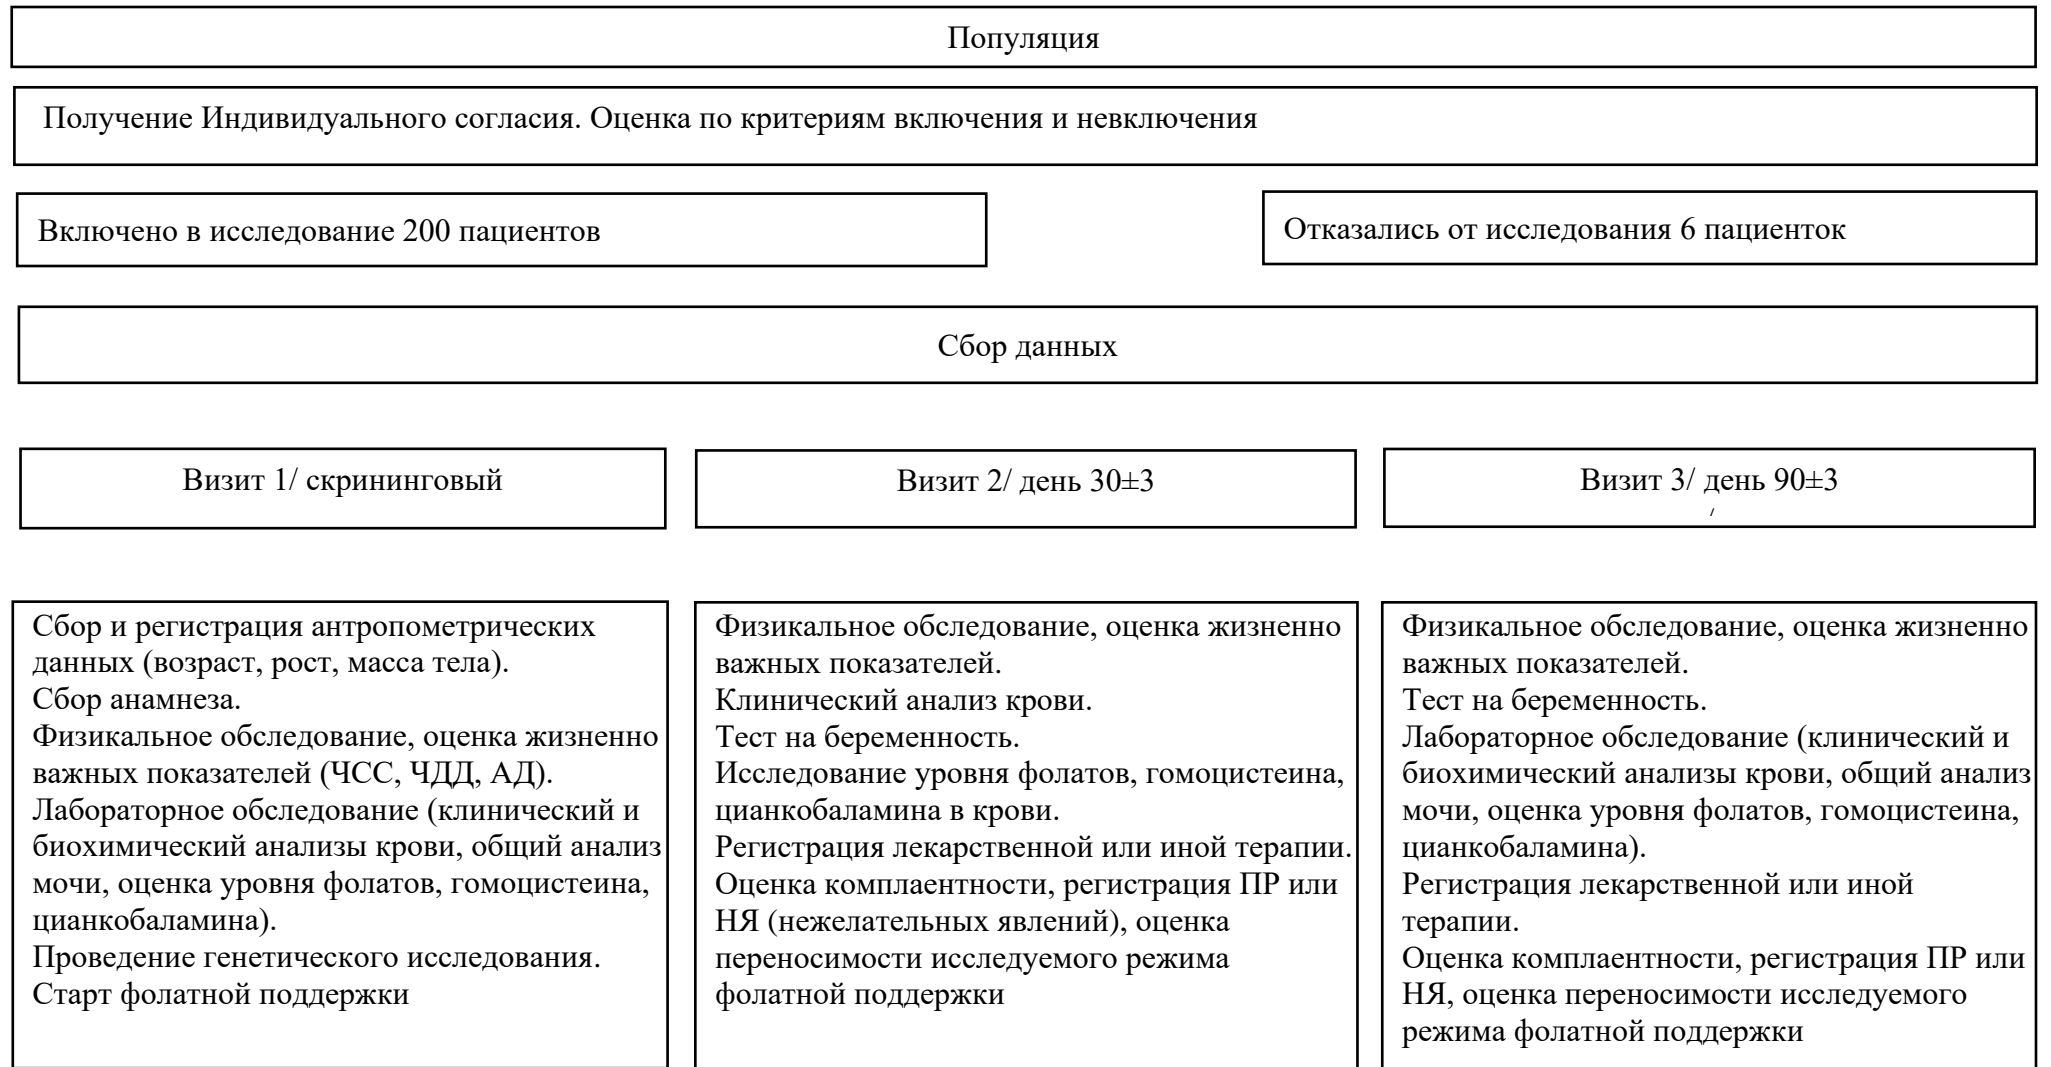 Популяция
Получение Индивидуального согласия. Оценка по критериям включения и невключения
Включено в исследование 200 пациентов
Отказались от исследования 6 пациенток
Сбор данных
Визит 1/ скрининговый
Визит 2/ день 30±3
Визит 3/ день 90±3
/
Сбор и регистрация антропометрических
данных (возраст, рост, масса тела).
Сбор анамнеза.
Физикальное обследование, оценка жизненно
важных показателей (ЧСС, ЧДД, АД).
Лабораторное обследование (клинический и
биохимический анализы крови, общий анализ
мочи, оценка уровня фолатов, гомоцистеина,
цианкобаламина).
Проведение генетического исследования.
Старт фолатной поддержки
Физикальное обследование, оценка жизненно
важных показателей.
Клинический анализ крови.
Тест на беременность.
Исследование уровня фолатов, гомоцистеина,
цианкобаламина в крови.
Регистрация лекарственной или иной терапии.
Оценка комплаентности, регистрация ПР или
НЯ (нежелательных явлений), оценка
переносимости исследуемого режима
фолатной поддержки
Физикальное обследование, оценка жизненно
важных показателей.
Тест на беременность.
Лабораторное обследование (клинический и
биохимический анализы крови, общий анализ
мочи, оценка уровня фолатов, гомоцистеина,
цианкобаламина).
Регистрация лекарственной или иной
терапии.
Оценка комплаентности, регистрация ПР или
НЯ, оценка переносимости исследуемого
режима фолатной поддержки